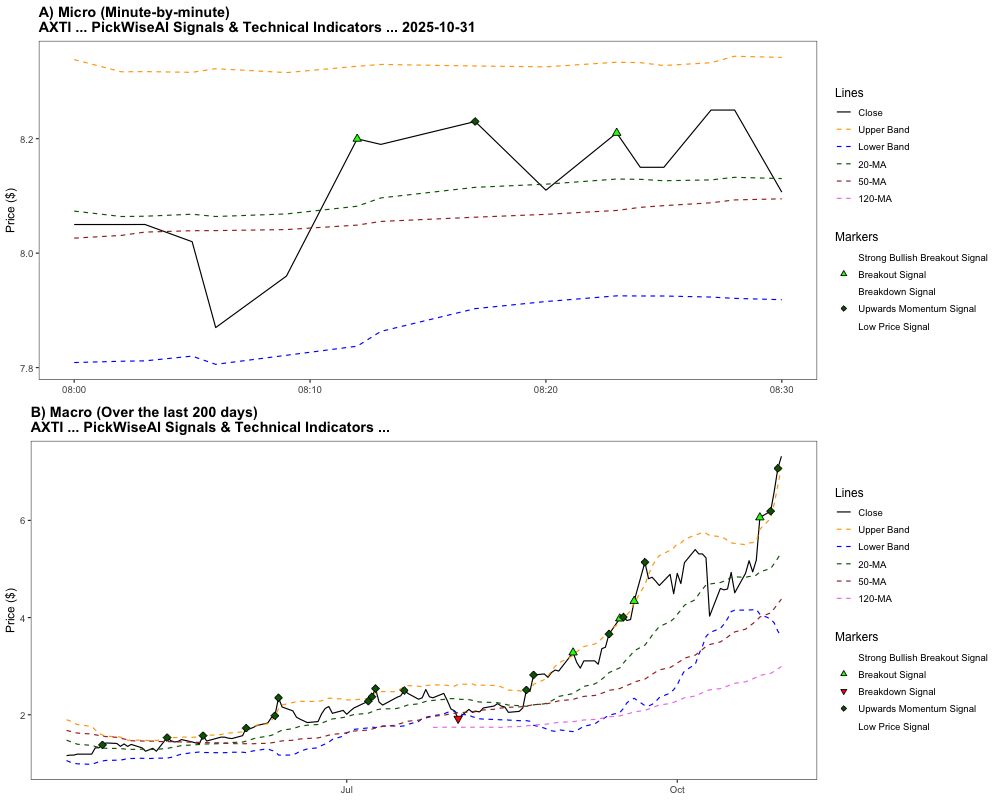 A) Micro (Minute-by-minute)
AXTI ... PickWiseAI Signals & Technical Indicators ... 2025-10-31
Price ($)
8.2
8.0
7.8
08:00
08:10
08:20
08:30
Lines
Close
Upper Band
Lower Band
20-MA
50-MA
120-MA
Markers
Strong Bullish Breakout Signal
Breakout Signal
Breakdown Signal
Upwards Momentum Signal
Low Price Signal
B) Macro (Over the last 200 days)
AXTI ... PickWiseAI Signals & Technical Indicators ...
Price ($)
6
4
2
Jul
Oct
Lines
Close
Upper Band
Lower Band
20-MA
50-MA
120-MA
Markers
Strong Bullish Breakout Signal
Breakout Signal
Breakdown Signal
Upwards Momentum Signal
Low Price Signal